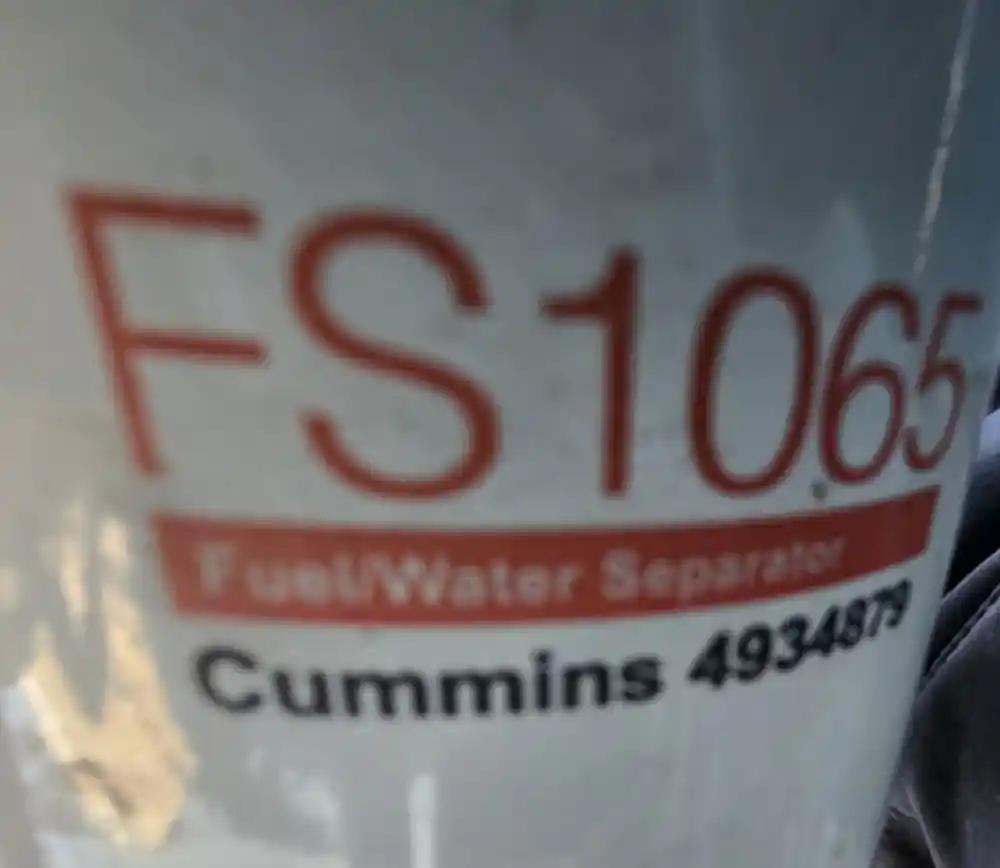 FS1065
Fuel/Water Separator
Cummins 4934879